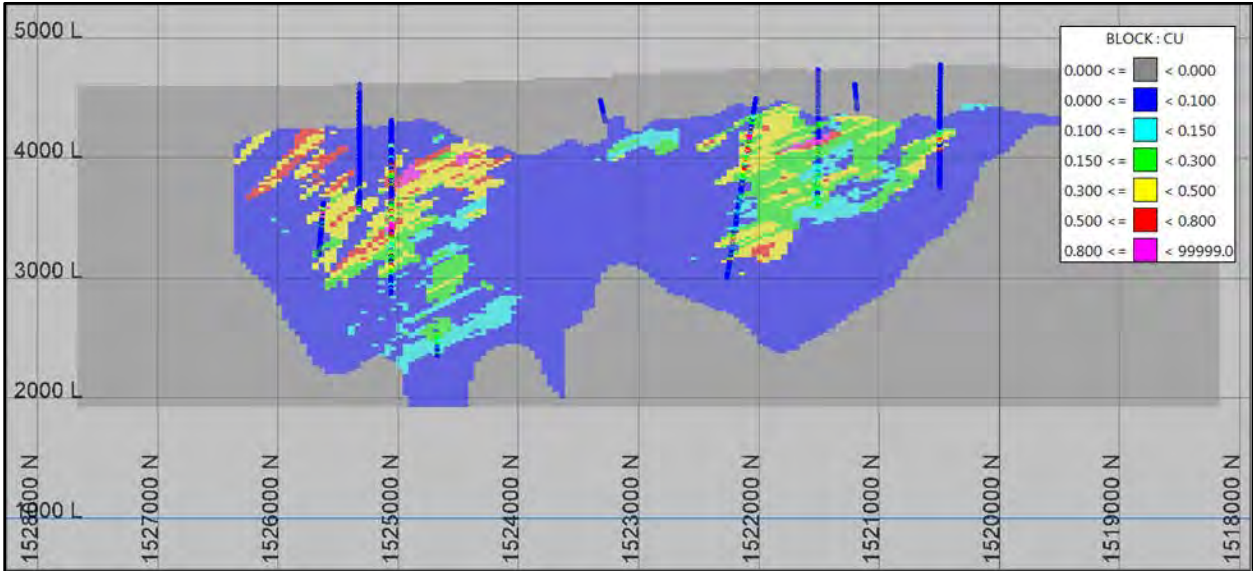 5000 L
4000 L
3000 L
2000 L
1000 L
BLOCK : CU
0.000 <= < 0.000
0.000 <= < 0.100
0.100 <= < 0.150
0.150 <= < 0.300
0.300 <= < 0.500
0.500 <= < 0.800
0.800 <= < 99999.0
1528000 N
1527000 N
1526000 N
1525000 N
1524000 N
1523000 N
1522000 N
1521000 N
1520000 N
1519000 N
1518000 N